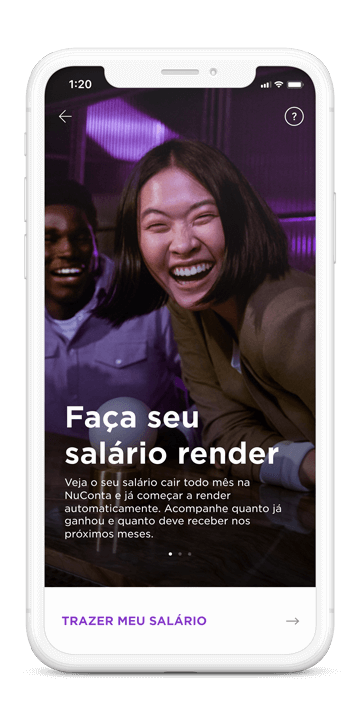 1:20
?
Faça seu
salário render
Veja o seu salário cair todo mês na
NuConta e já começar a render
automaticamente. Acompanhe quanto já
ganhou e quanto deve receber nos
próximos meses.
TRAZER MEU SALÁRIO